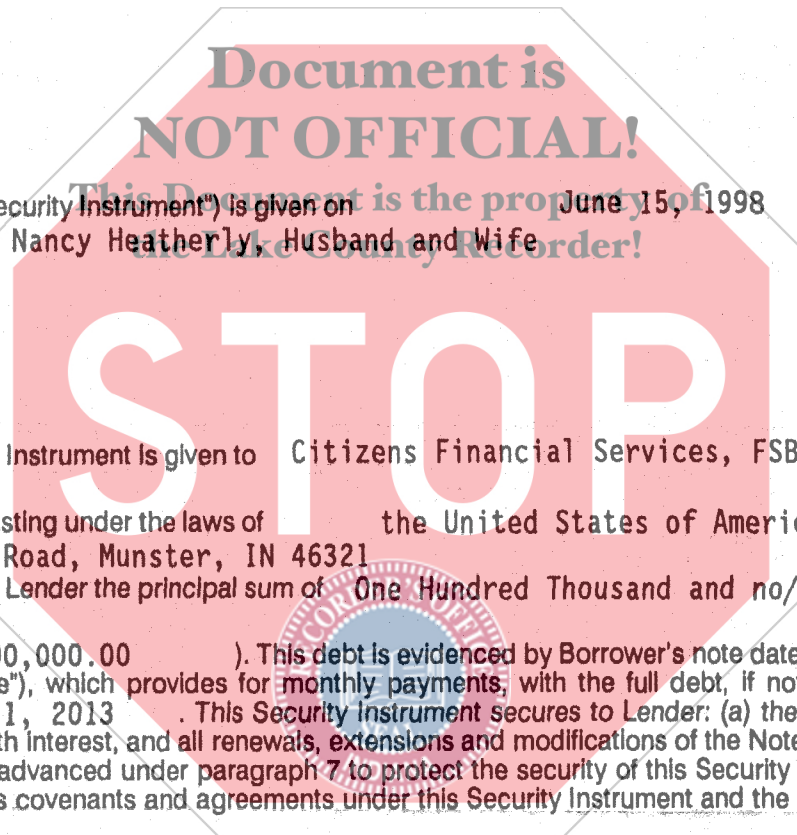 Document is
NOT OFFICIAL!
This Document is the property of
the Lake County Recorder!
ecurity Instrument") is given on June 15, 1998
Nancy Heatherly, Husband and Wife
STOP
Instrument is given to Citizens Financial Services, FSB
sting under the laws of the United States of Americ
Road, Munster, IN 46321
Lender the principal sum of One Hundred Thousand and no/
00,000.00 ). This debt is evidenced by Borrower's note date
e"), which provides for monthly payments, with the full debt, if no
1, 2013 . This Security Instrument secures to Lender: (a) the
th interest, and all renewals, extensions and modifications of the Note
advanced under paragraph 7 to protect the security of this Security
s covenants and agreements under this Security Instrument and the
RECORDER'S OFFICE
SEAL